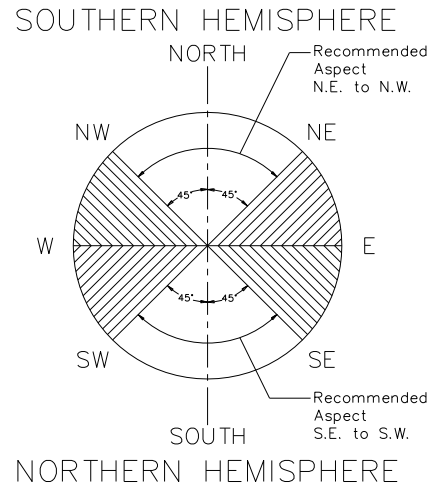 SOUTHERN HEMISPHERE
NORTH
Recommended
Aspect
N.E. to N.W.
NW
NE
45°
45°
W
E
45°
45°
SW
SE
Recommended
Aspect
S.E. to S.W.
SOUTH
NORTHERN HEMISPHERE